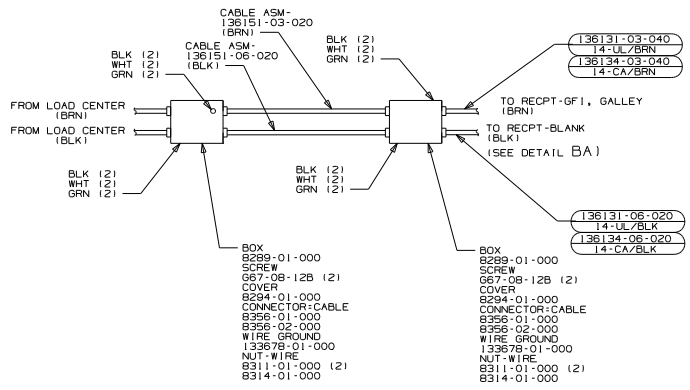 CABLE ASM-
136151-03-020
(BRN)
CABLE ASM-
136151-06-020
(BLK)
BLK (2)
WHT (2)
GRN (2)
BLK (2)
WHT (2)
GRN (2)
136131-03-040
14-UL/BRN
136134-03-040
14-CA/BRN
FROM LOAD CENTER
(BRN)
FROM LOAD CENTER
(BLK)
TO RECPT-GFI, GALLEY
(BRN)
TO RECPT-BLANK
(BLK)
(SEE DETAIL BA)
BLK (2)
WHT (2)
GRN (2)
BLK (2)
WHT (2)
GRN (2)
136131-06-020
14-UL/BLK
136134-06-020
14-CA/BLK
BOX
8289-01-000
SCREW
G67-08-12B (2)
COVER
8294-01-000
CONNECTOR=CABLE
8356-01-000
8356-02-000
WIRE GROUND
133678-01-000
NUT-WIRE
8311-01-000 (2)
8314-01-000
BOX
8289-01-000
SCREW
G67-08-12B (2)
COVER
8294-01-000
CONNECTOR=CABLE
8356-01-000
8356-02-000
WIRE GROUND
133678-01-000
NUT-WIRE
8311-01-000 (2)
8314-01-000